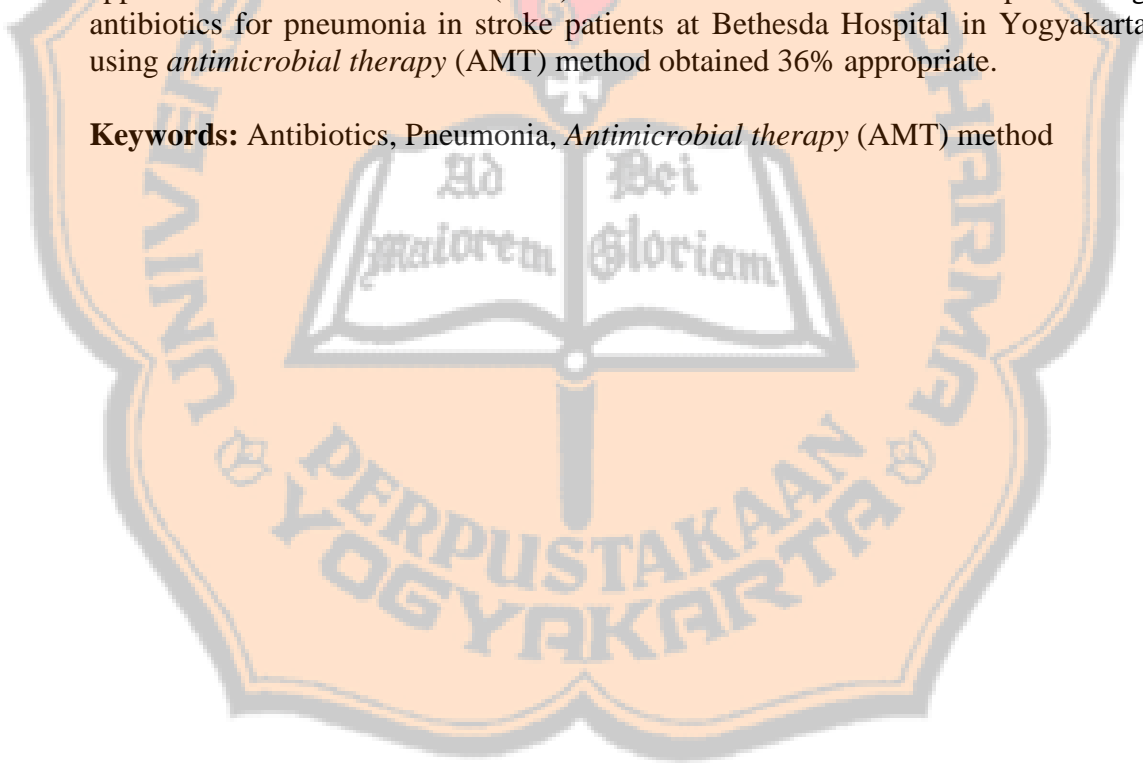 antibiotics for pneumonia in stroke patients at Bethesda Hospital in Yogyakarta
using antimicrobial therapy (AMT) method obtained 36% appropriate.
Keywords: Antibiotics, Pneumonia, Antimicrobial therapy (AMT) method
Ad
Maiorem
Dei
Gloriam
PERPUSTAKAAN
YOGYAKARTA